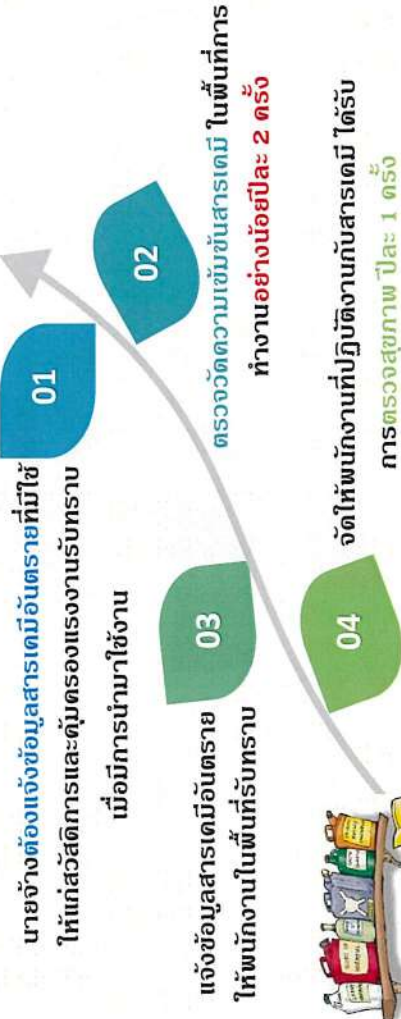 01
นายจ้างต้องแจ้งข้อมูลสารเคมีอันตรายที่มีใช้
ให้แก่สวัสดิการและคุ้มครองแรงงานรับทราบ
เมื่อมีการนำมาใช้งาน
02
ตรวจวัดความเข้มข้นสารเคมี ในพื้นที่การ
ทำงานอย่างน้อยปีละ 2 ครั้ง
03
แจ้งข้อมูลสารเคมีอันตราย
ให้พนักงานในพื้นที่รับทราบ
04
จัดให้พนักงานที่ปฏิบัติงานกับสารเคมี ได้รับ
การตรวจสุขภาพ ปีละ 1 ครั้ง